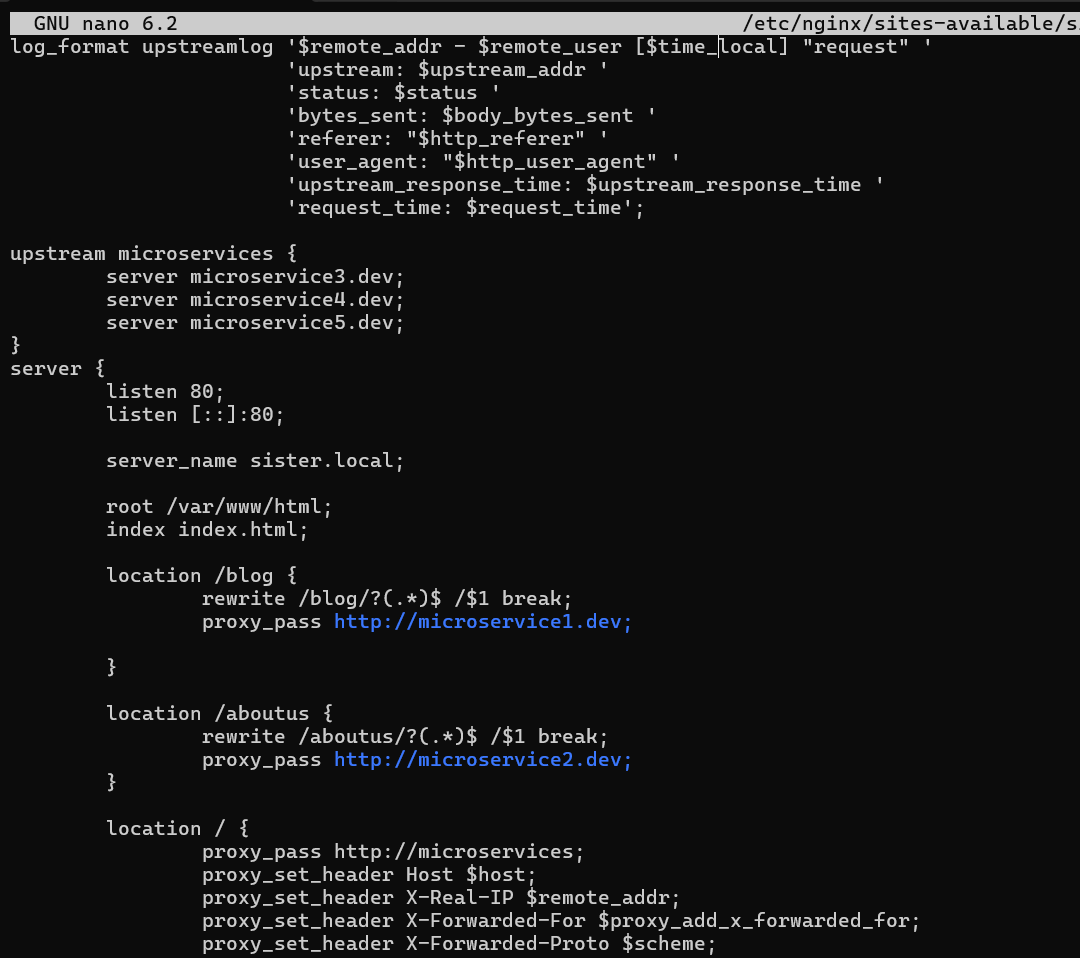 GNU nano 6.2 /etc/nginx/sites-available/s
log_format upstreamlog '$remote_addr - $remote_user [$time_local] "request" '
'upstream: $upstream_addr '
'status: $status '
'bytes_sent: $body_bytes_sent '
'referer: "$http_referer" '
'user_agent: "$http_user_agent" '
'upstream_response_time: $upstream_response_time '
'request_time: $request_time';
upstream microservices {
server microservice3.dev;
server microservice4.dev;
server microservice5.dev;
}
server {
listen 80;
listen [::]:80;
server_name sister.local;
root /var/www/html;
index index.html;
location /blog {
rewrite /blog/?(.*)$ /$1 break;
proxy_pass http://microservice1.dev;
}
location /aboutus {
rewrite /aboutus/?(.*)$ /$1 break;
proxy_pass http://microservice2.dev;
}
location / {
proxy_pass http://microservices;
proxy_set_header Host $host;
proxy_set_header X-Real-IP $remote_addr;
proxy_set_header X-Forwarded-For $proxy_add_x_forwarded_for;
proxy_set_header X-Forwarded-Proto $scheme;